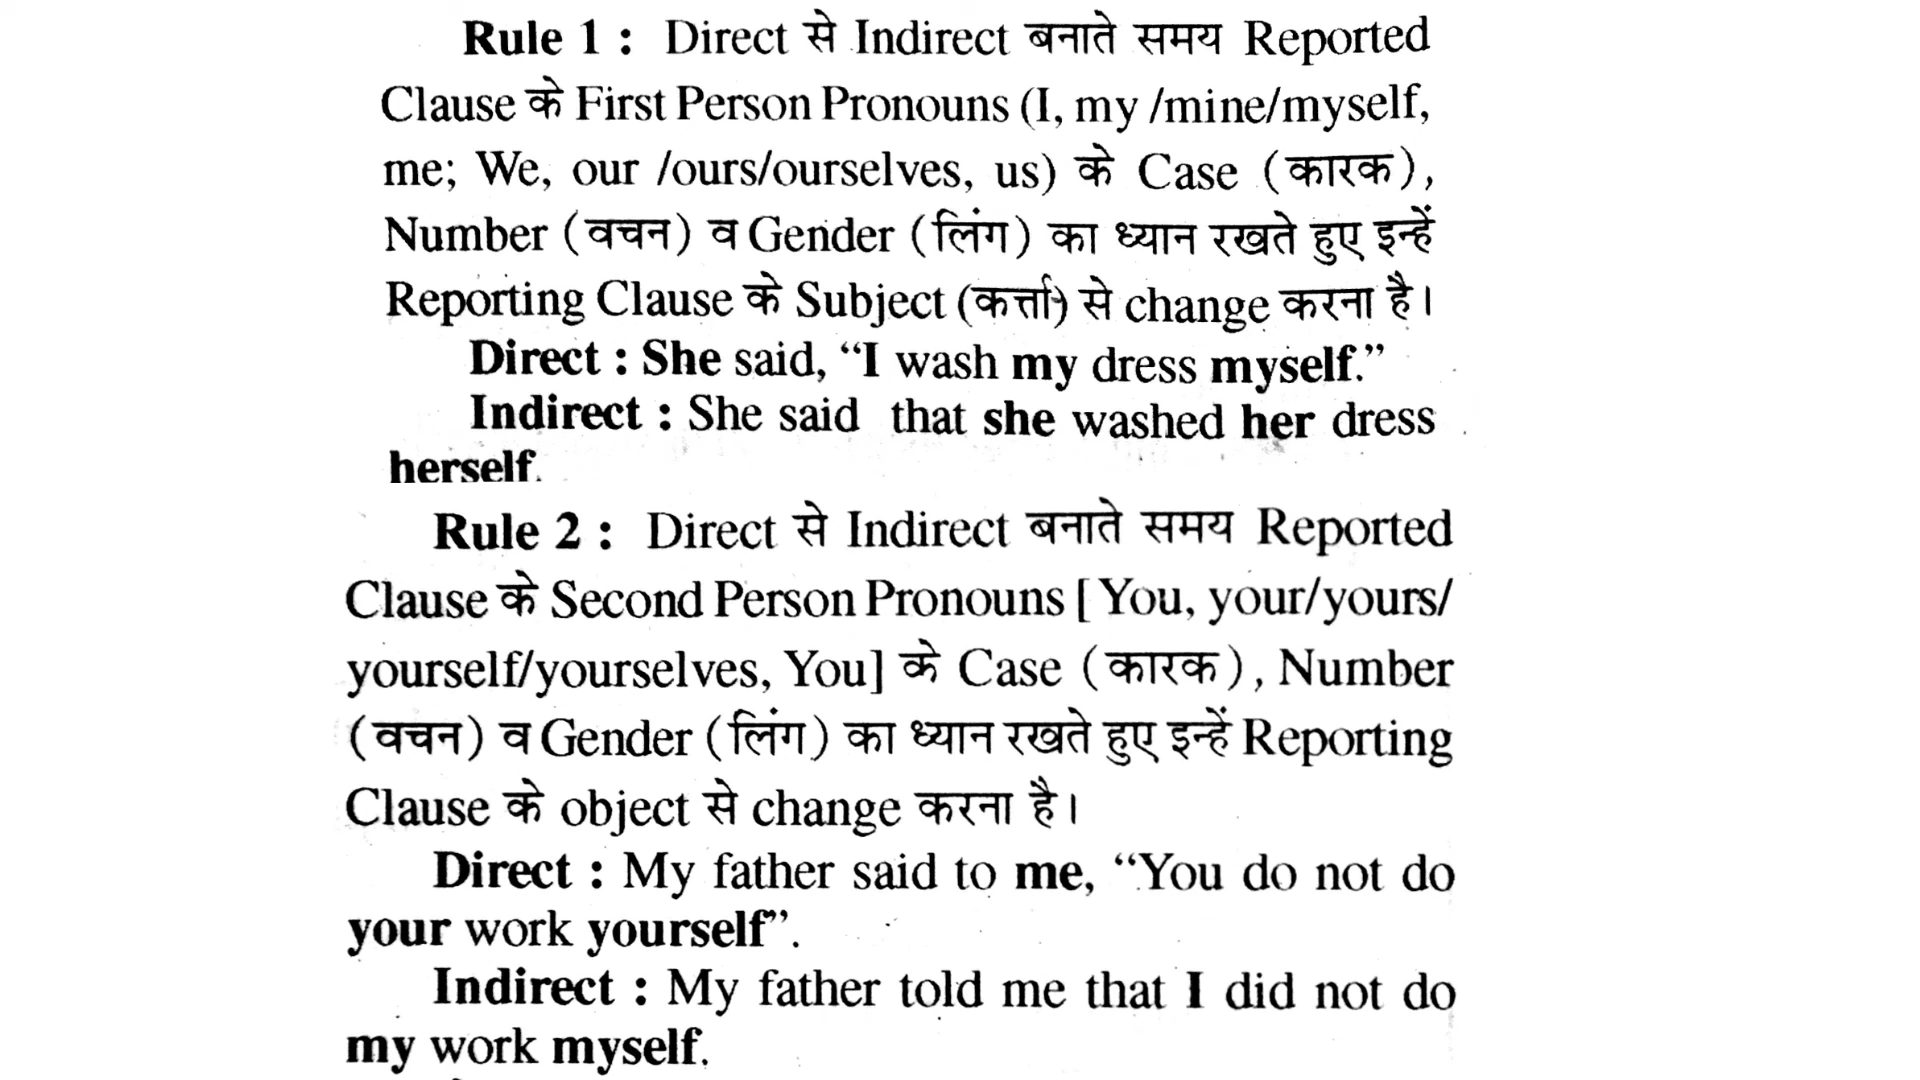 Rule 1 : Direct से Indirect बनाते समय Reported
Clause के First Person Pronouns (I, my /mine/myself,
me; We, our /ours/ourselves, us) के Case (कारक),
Number (वचन) व Gender (लिंग) का ध्यान रखते हुए इन्हें
Reporting Clause के Subject (कर्त्ता) से change करना है।
Direct : She said, “I wash my dress myself.”
Indirect : She said that she washed her dress
herself.
Rule 2 : Direct से Indirect बनाते समय Reported
Clause के Second Person Pronouns [ You, your/yours/
yourself/yourselves, You] के Case (कारक), Number
(वचन) व Gender (लिंग) का ध्यान रखते हुए इन्हें Reporting
Clause के object से change करना है।
Direct : My father said to me, “You do not do
your work yourself”.
Indirect : My father told me that I did not do
my work myself.